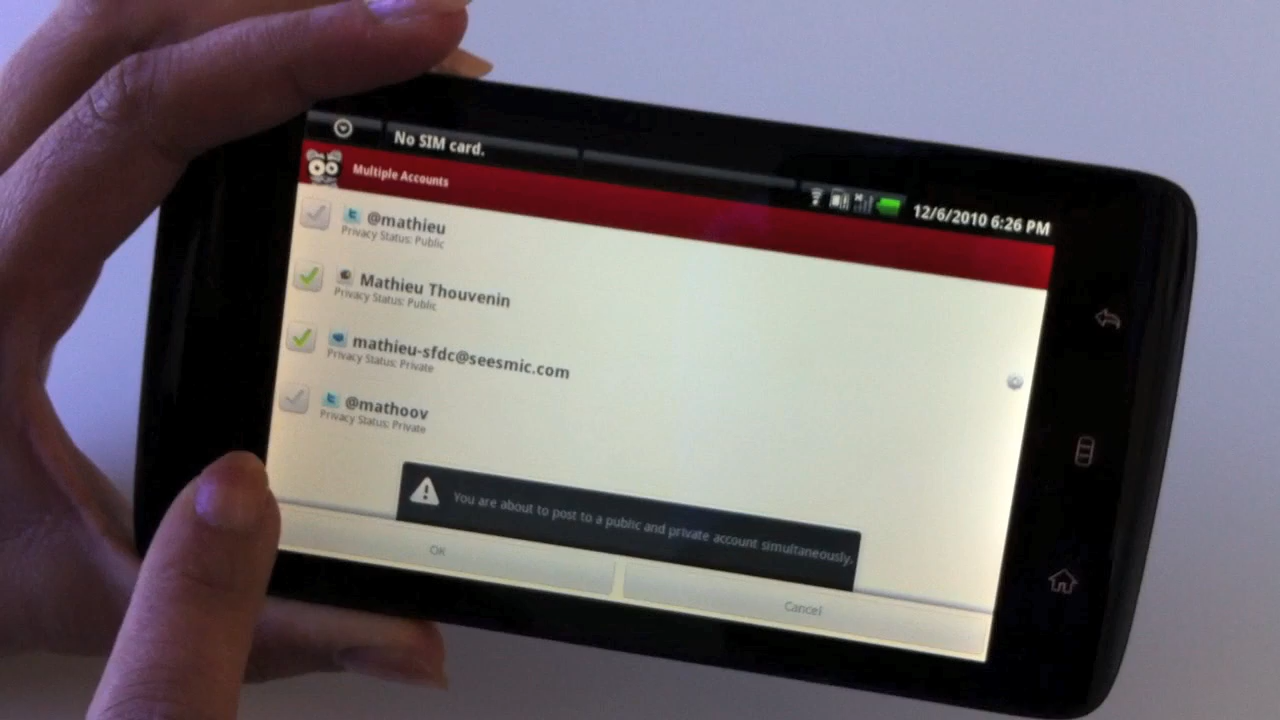 No SIM card.
12/6/2010 6:26 PM
Multiple Accounts
@mathieu
Privacy Status: Public
Mathieu Thouvenin
Privacy Status: Public
mathieu-sfdc@seesmic.com
Privacy Status: Private
@mathoov
Privacy Status: Private
You are about to post to a public and private account simultaneously.
OK
Cancel